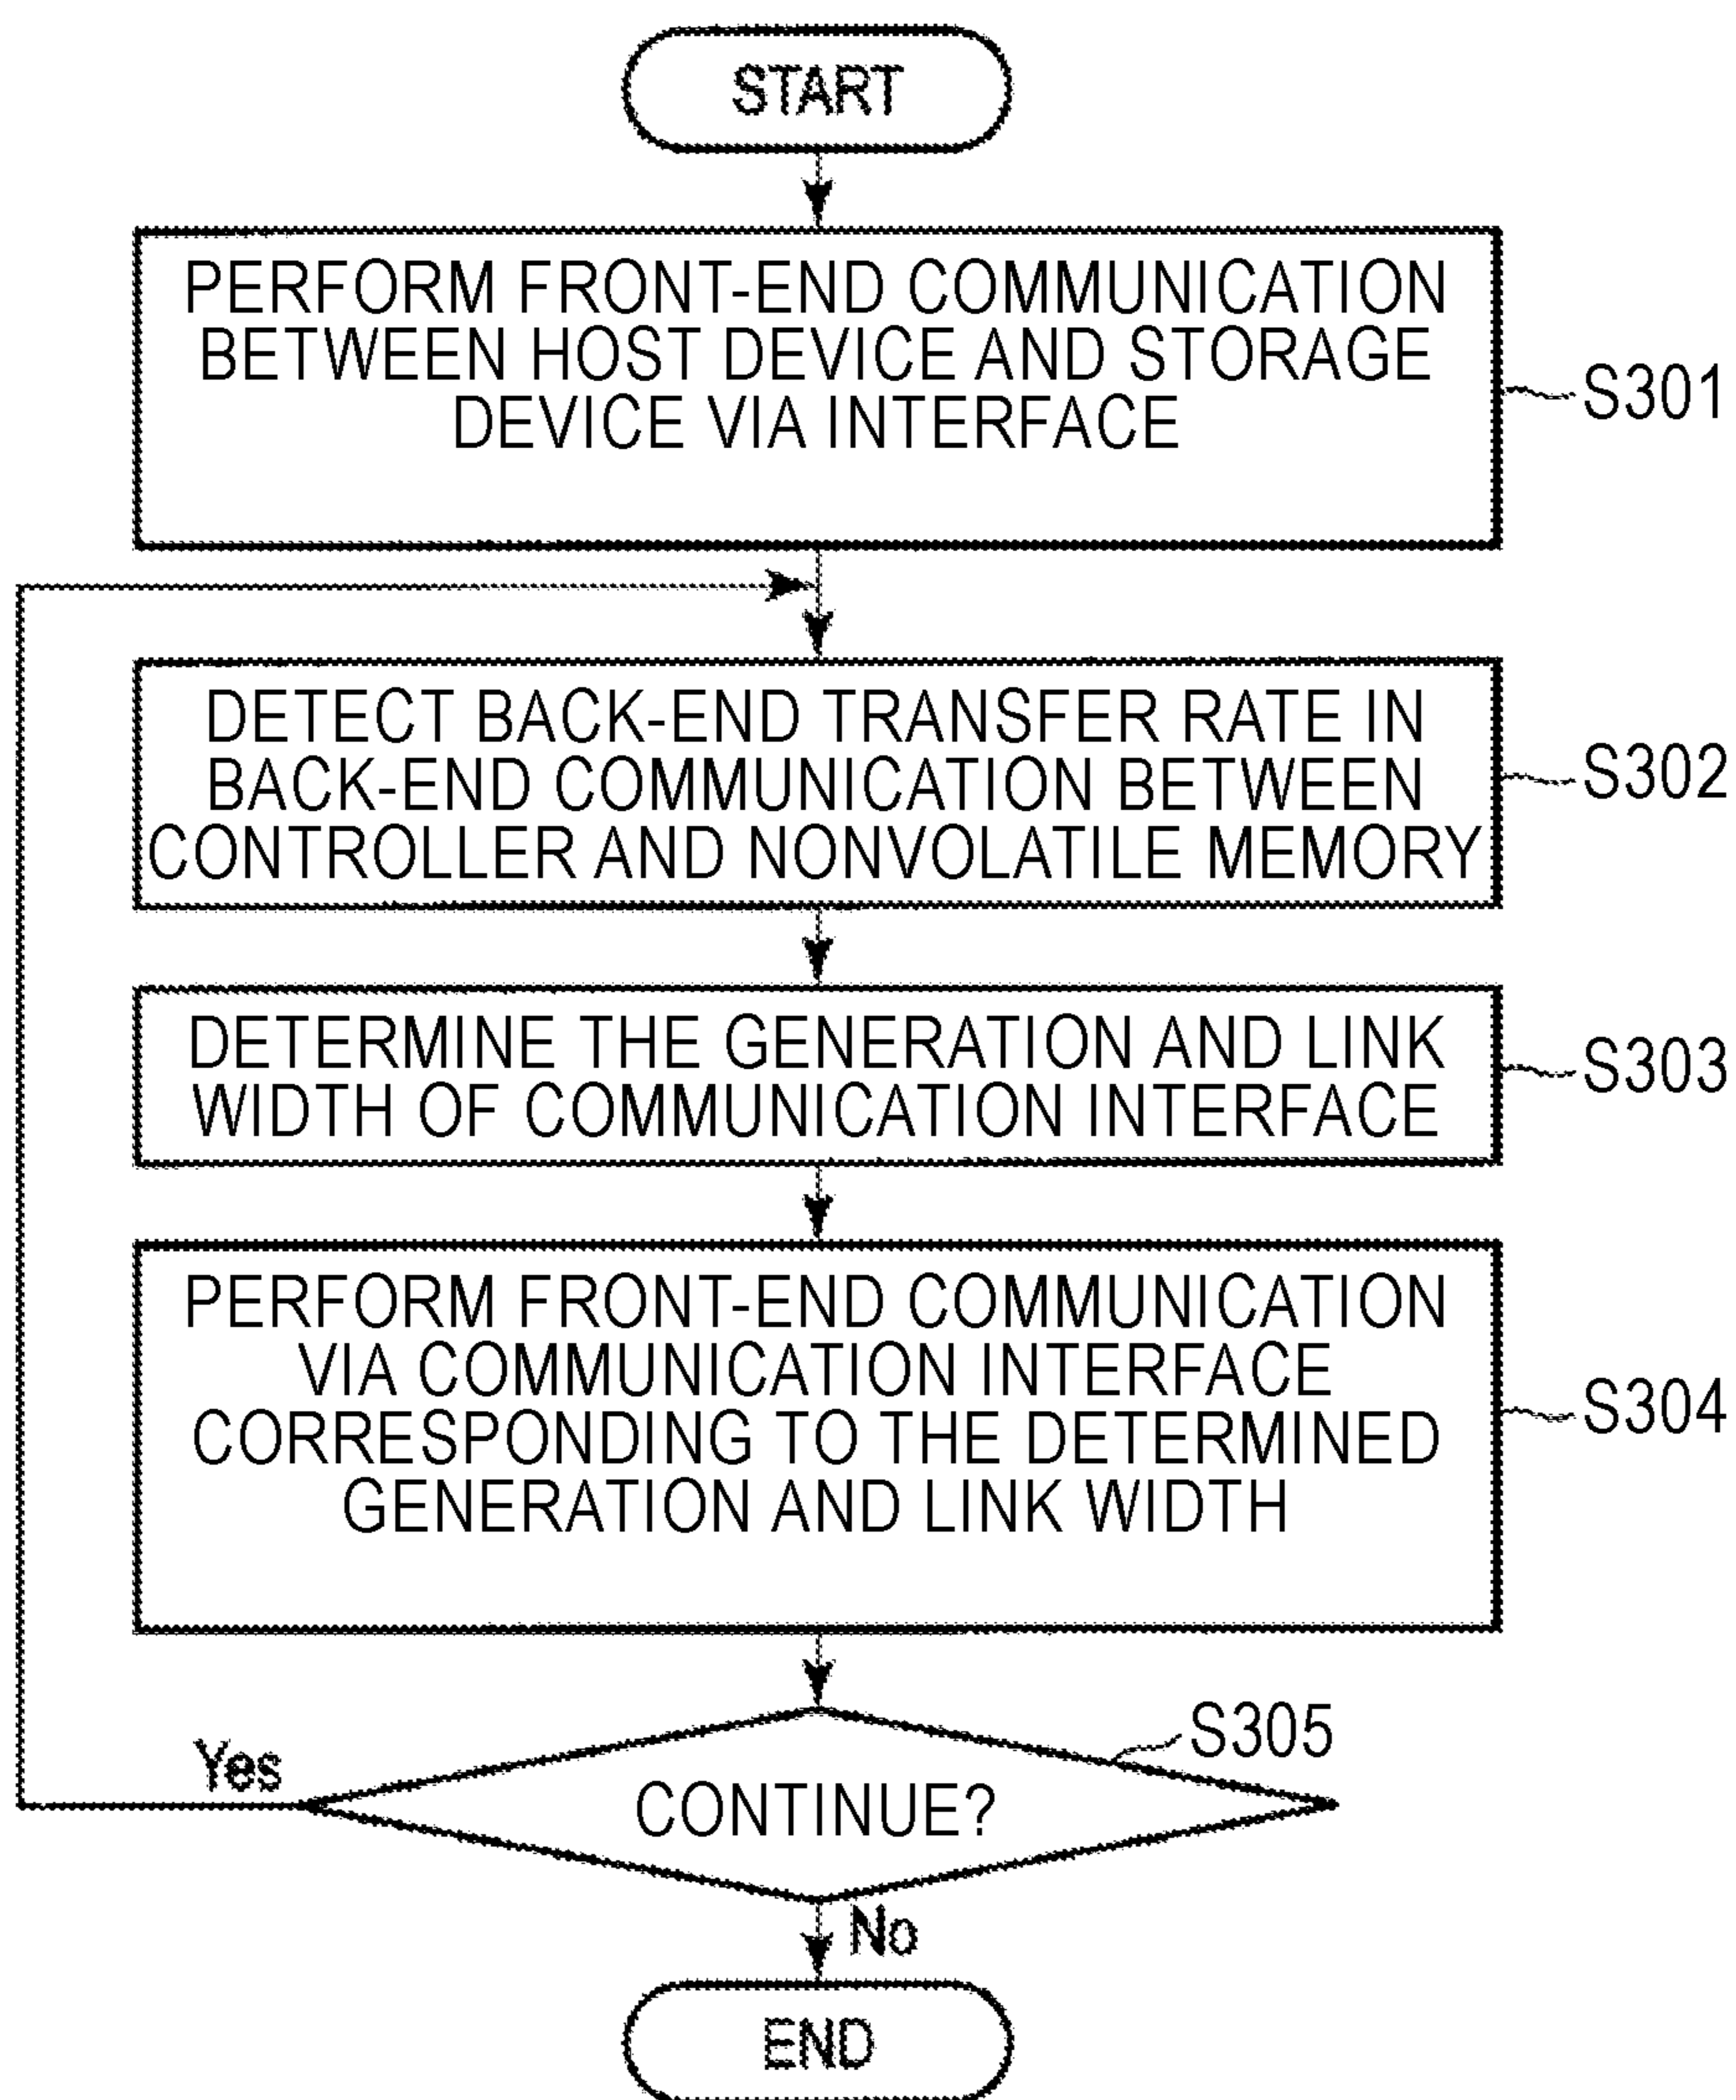 START
PERFORM FRONT-END COMMUNICATION
BETWEEN HOST DEVICE AND STORAGE
DEVICE VIA INTERFACE
S301
DETECT BACK-END TRANSFER RATE IN
BACK-END COMMUNICATION BETWEEN
CONTROLLER AND NONVOLATILE MEMORY
S302
DETERMINE THE GENERATION AND LINK
WIDTH OF COMMUNICATION INTERFACE
S303
PERFORM FRONT-END COMMUNICATION
VIA COMMUNICATION INTERFACE
CORRESPONDING TO THE DETERMINED
GENERATION AND LINK WIDTH
S304
S305
Yes
CONTINUE?
No
END